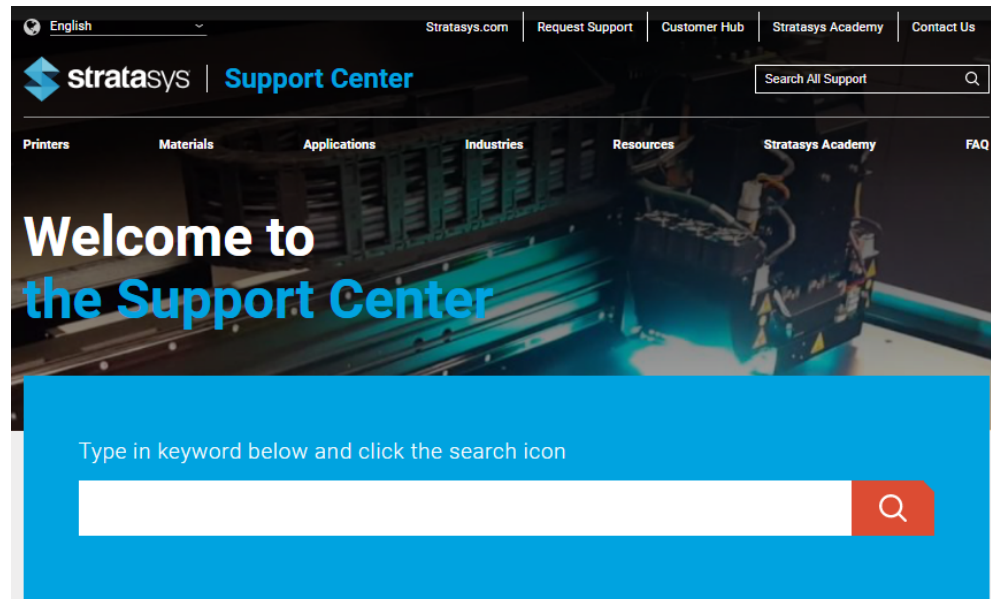 English
Stratasys.com
Request Support
Customer Hub
Stratasys Academy
Contact Us
stratasys | Support Center
Search All Support
Printers
Materials
Applications
Industries
Resources
Stratasys Academy
FAQ
Welcome to
the Support Center
Type in keyword below and click the search icon